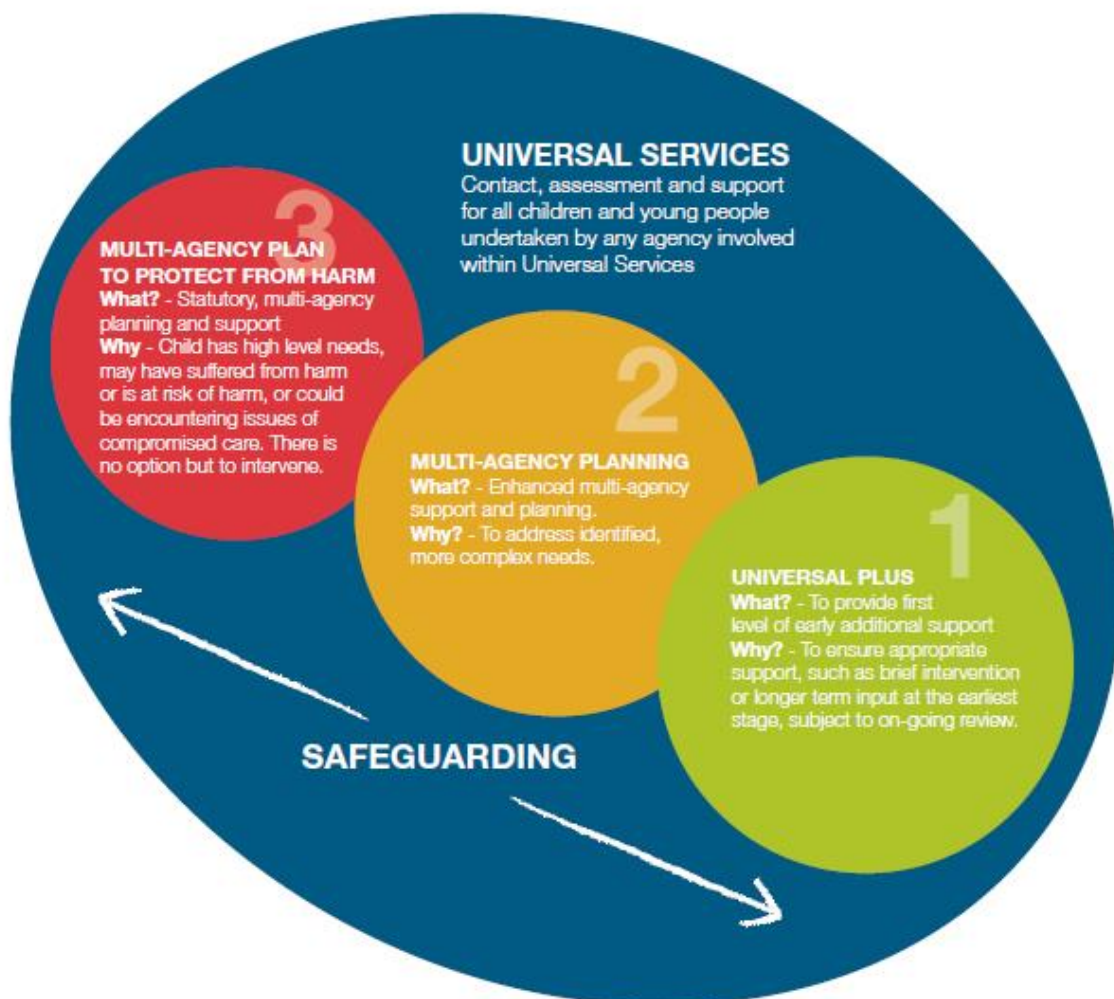 UNIVERSAL SERVICES
Contact, assessment and support
for all children and young people
undertaken by any agency involved
within Universal Services
3
MULTI-AGENCY PLAN
TO PROTECT FROM HARM
What? - Statutory, multi-agency
planning and support
Why - Child has high level needs,
may have suffered from harm
or is at risk of harm, or could
be encountering issues of
compromised care. There is
no option but to intervene.
2
MULTI-AGENCY PLANNING
What? - Enhanced multi-agency
support and planning.
Why? - To address identified,
more complex needs.
1
UNIVERSAL PLUS
What? - To provide first
level of early additional support
Why? - To ensure appropriate
support, such as brief intervention
or longer term input at the earliest
stage, subject to on-going review.
SAFEGUARDING